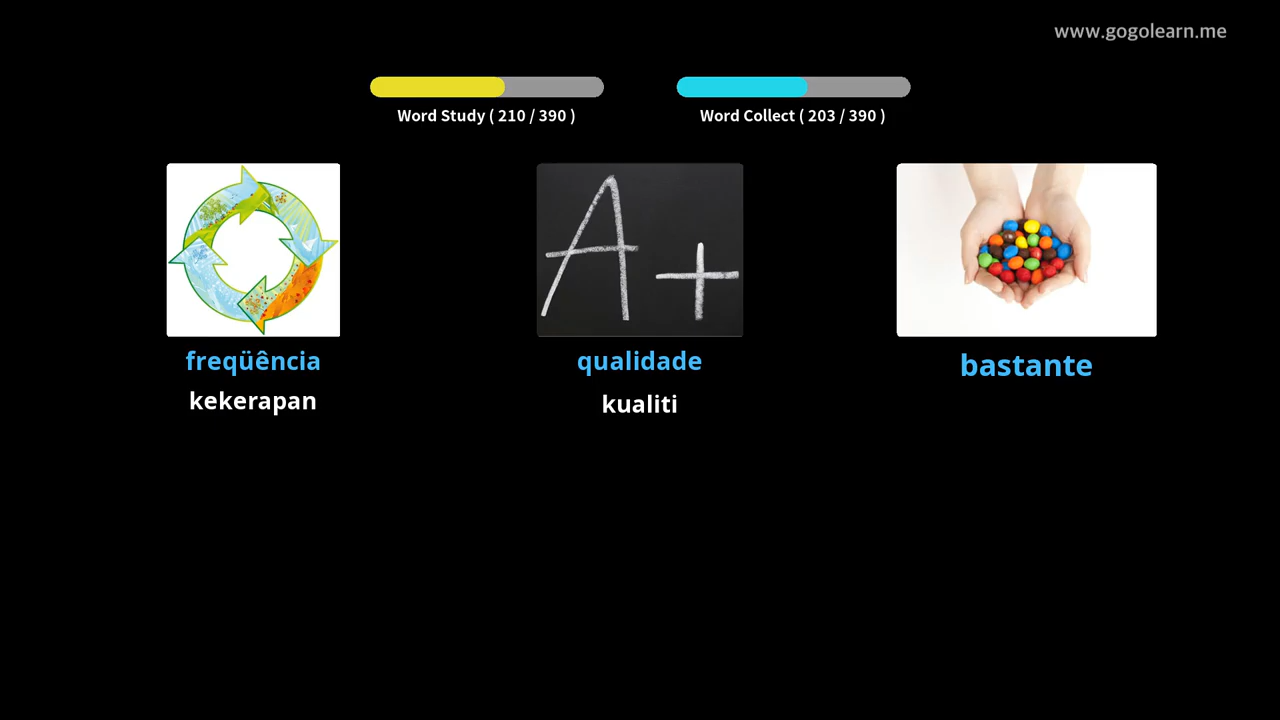 www.gogolearn.me
Word Study ( 210 / 390 )
Word Collect ( 203 / 390 )
A+
freqüência
kekerapan
qualidade
kualiti
bastante